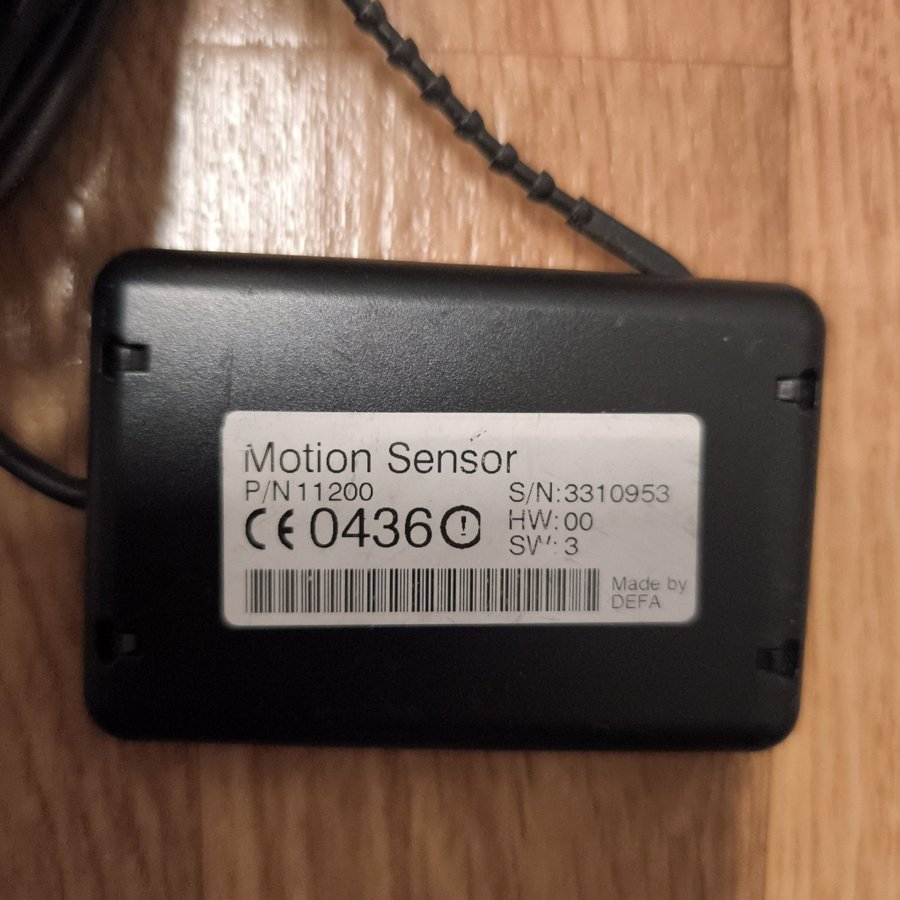 Motion Sensor
P/N 11200
S/N: 3310953
CE 0436
HW: 00
SW: 3
Made by
DEFA